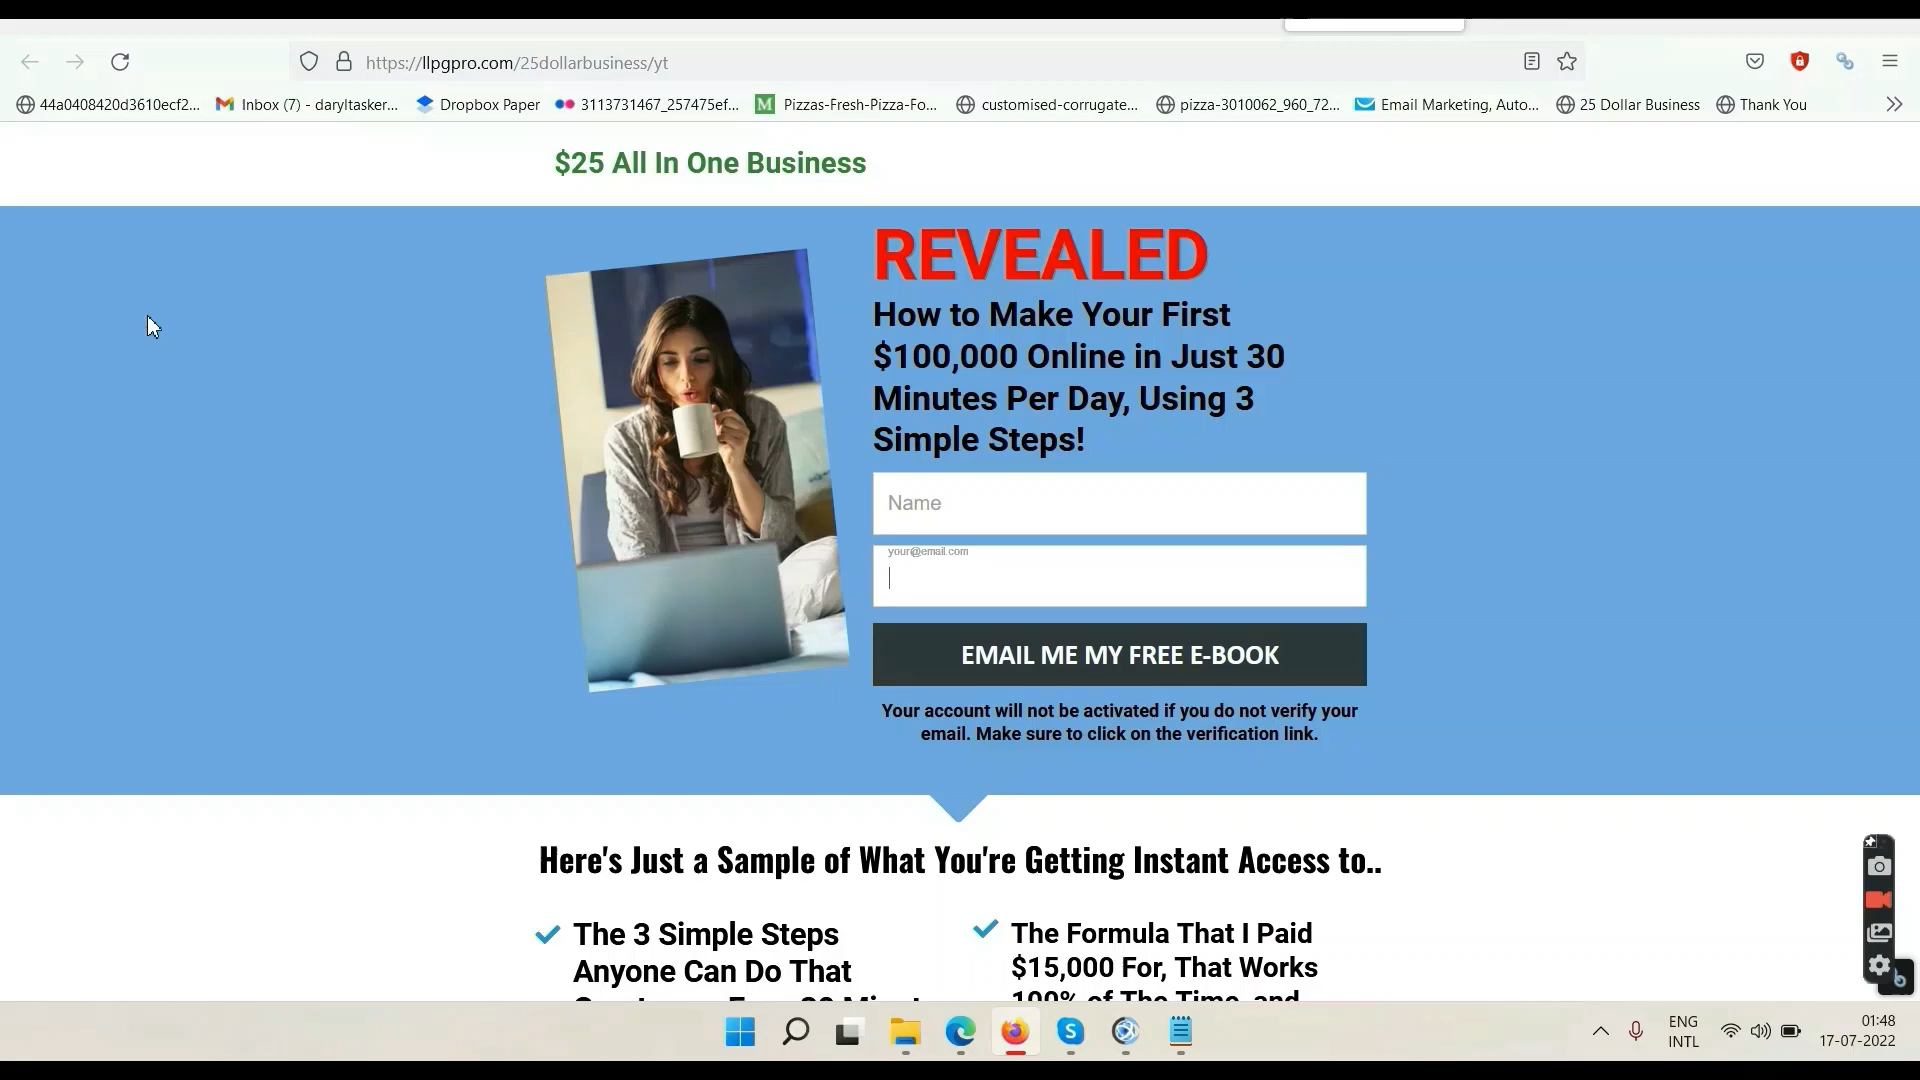 https://llpgpro.com/25dollarbusiness/yt
44a0408420d3610ecf2... Inbox (7) - daryltasker... Dropbox Paper 3113731467_257475ef... M Pizzas-Fresh-Pizza-Fo... customised-corrugate... pizza-3010062_960_72... Email Marketing, Auto... 25 Dollar Business Thank You
$25 All In One Business
REVEALED
How to Make Your First
$100,000 Online in Just 30
Minutes Per Day, Using 3
Simple Steps!
Name
your@email.com
EMAIL ME MY FREE E-BOOK
Your account will not be activated if you do not verify your
email. Make sure to click on the verification link.
Here's Just a Sample of What You're Getting Instant Access to..
The 3 Simple Steps
Anyone Can Do That
The Formula That I Paid
$15,000 For, That Works
100% of The Time, and
ENG
INTL
01:48
17-07-2022